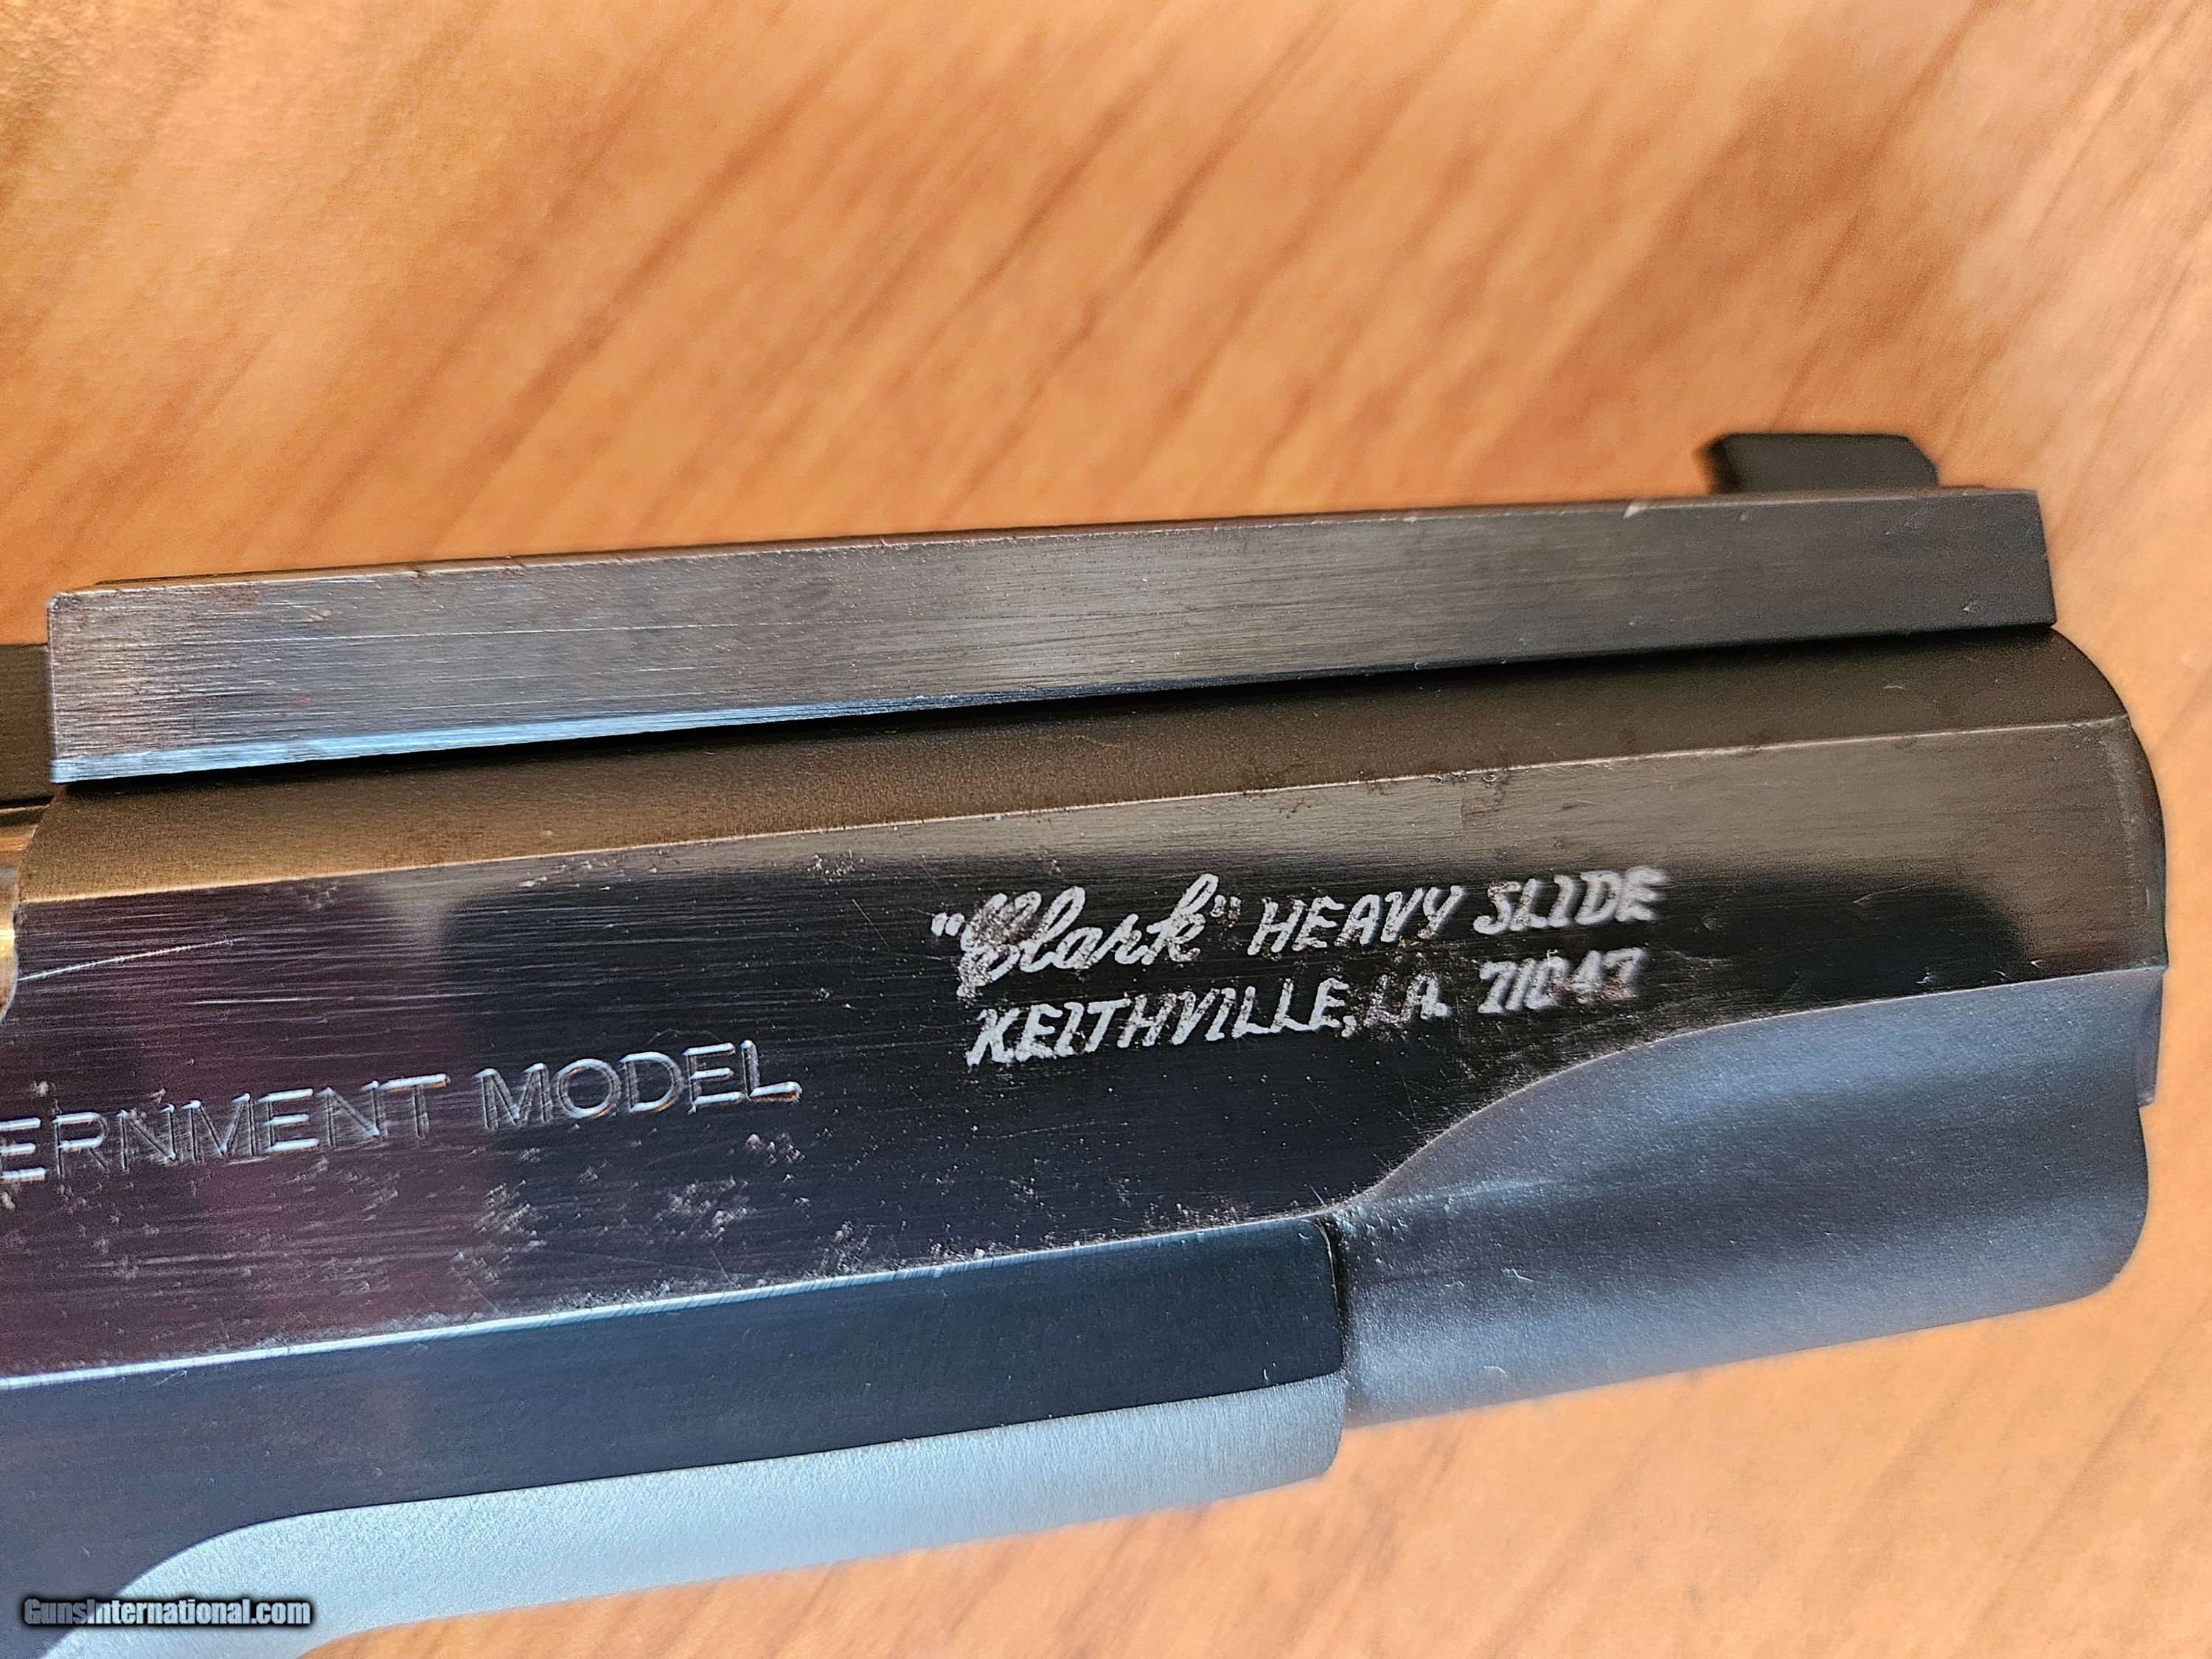 "Clark" HEAVY SLIDE
KEITHVILLE, LA. 71047
ERNMENT MODEL
GunsInternational.com